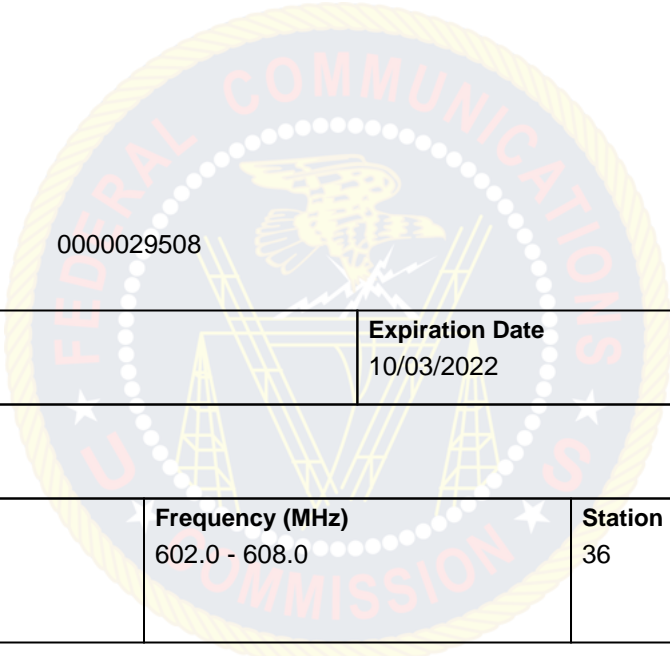 0000029508
Expiration Date
10/03/2022
Frequency (MHz) Station
602.0 - 608.0 36
FEDERAL COMMUNICATIONS COMMISSION
U S